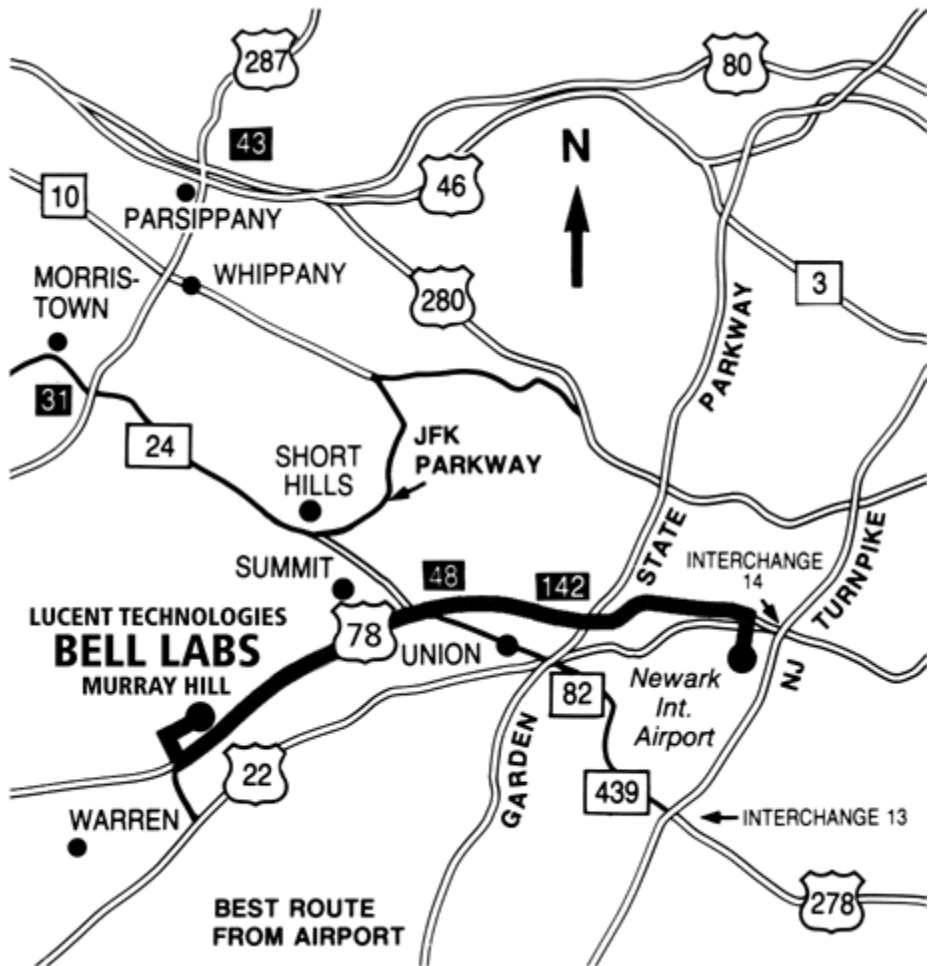 287
80
43
N
46
10
PARSIPPANY
MORRIS-
TOWN
WHIPPANY
280
3
PARKWAY
31
24
JFK
PARKWAY
SHORT
HILLS
STATE
TURNPIKE
INTERCHANGE
14
SUMMIT
48
142
LUCENT TECHNOLOGIES
BELL LABS
MURRAY HILL
78
UNION
82
Newark
Int.
Airport
NJ
22
GARDEN
439
INTERCHANGE 13
WARREN
278
BEST ROUTE
FROM AIRPORT